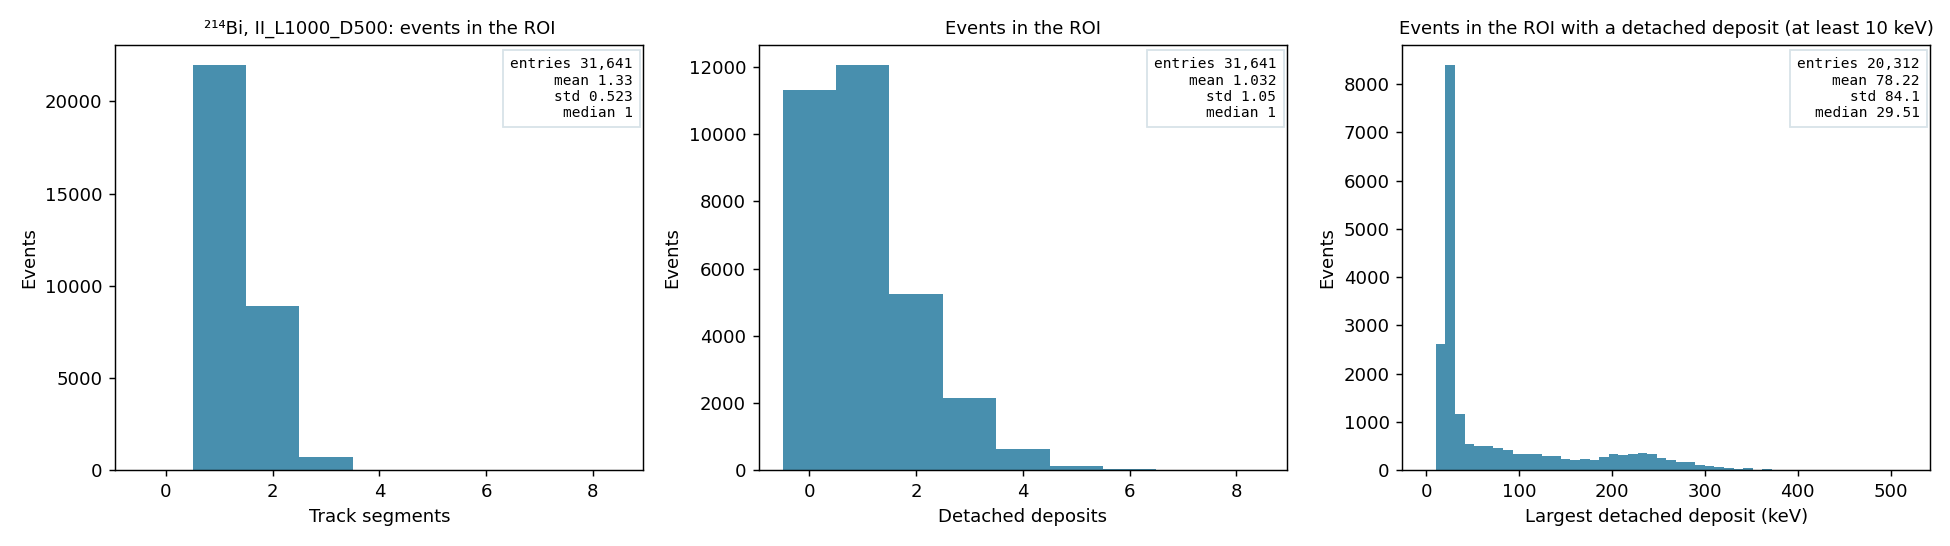 ²¹⁴Bi, II_L1000_D500: events in the ROI
entries 31,641
mean 1.33
std 0.523
median 1
Events
20000
15000
10000
5000
0
0 2 4 6 8
Track segments
Events in the ROI
entries 31,641
mean 1.032
std 1.05
median 1
Events
12000
10000
8000
6000
4000
2000
0
0 2 4 6 8
Detached deposits
Events in the ROI with a detached deposit (at least 10 keV)
entries 20,312
mean 78.22
std 84.1
median 29.51
Events
8000
7000
6000
5000
4000
3000
2000
1000
0
0 100 200 300 400 500
Largest detached deposit (keV)